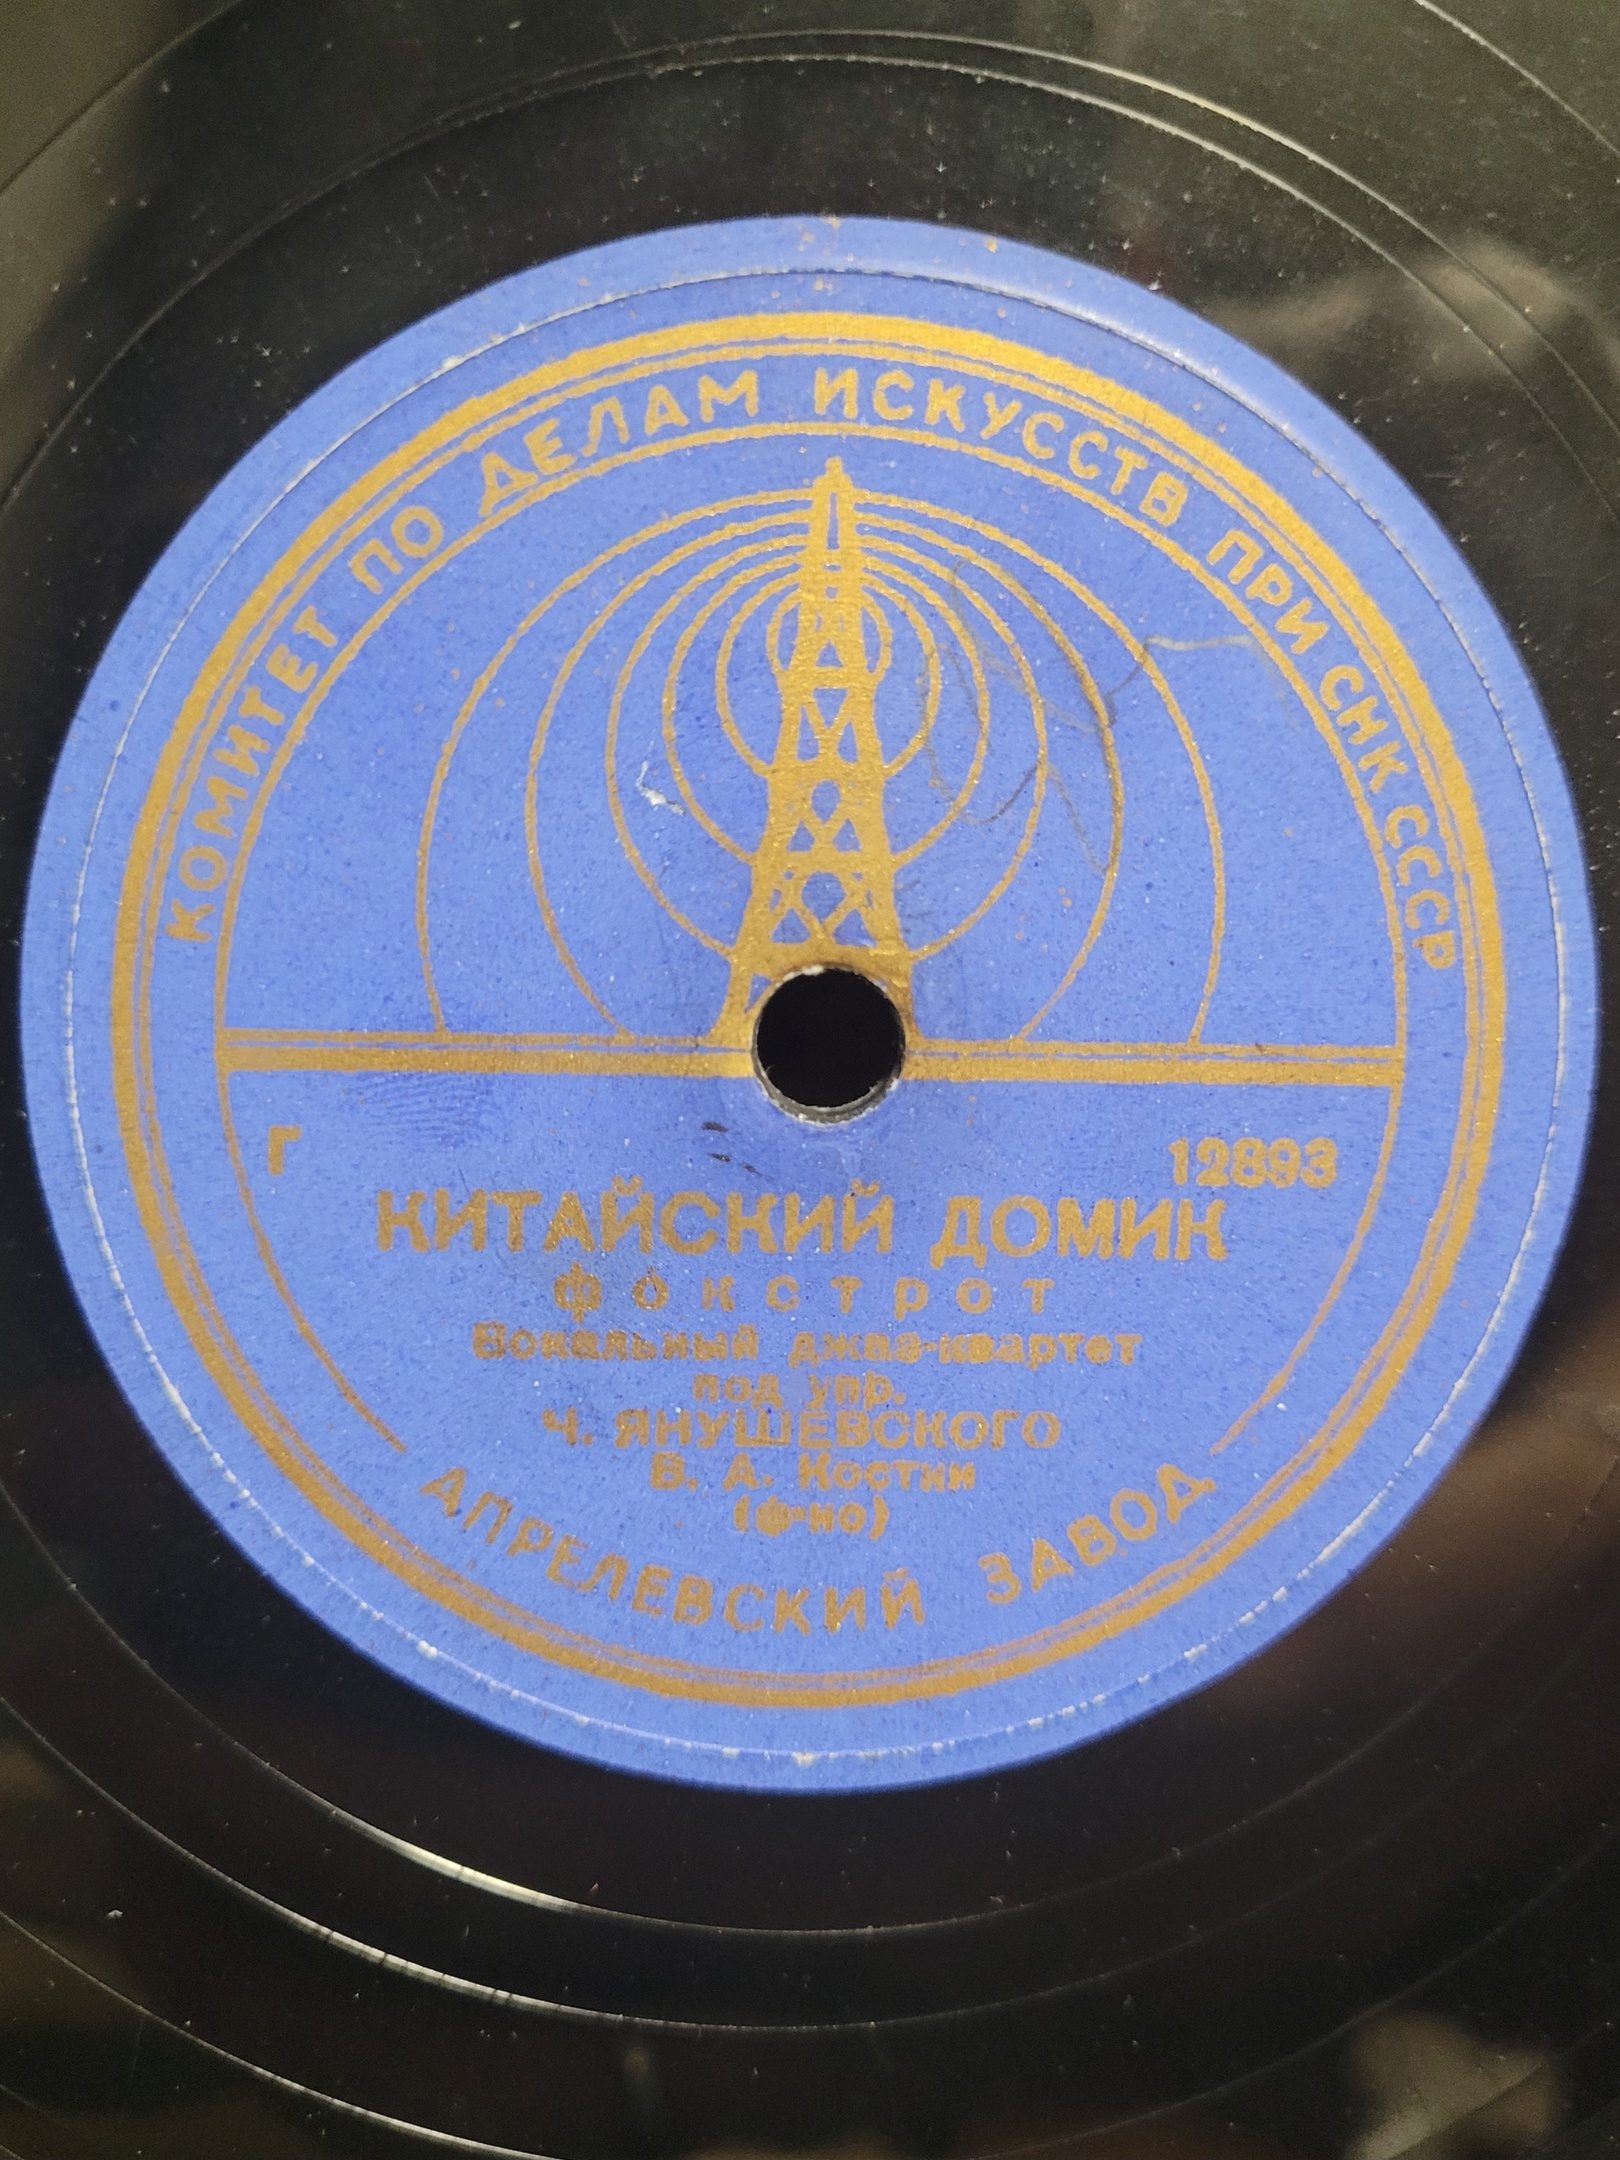 КОМИТЕТ ПО ДЕЛАМ ИСКУССТВ ПРИ СНК СССР
Г 12893
КИТАЙСКИЙ ДОМИК
фокстрот
Вокальный джаз-квартет
под упр.
Ч. ЯНУШЕВСКОГО
В. А. Костин
(ф-но)
АПРЕЛЕВСКИЙ ЗАВОД